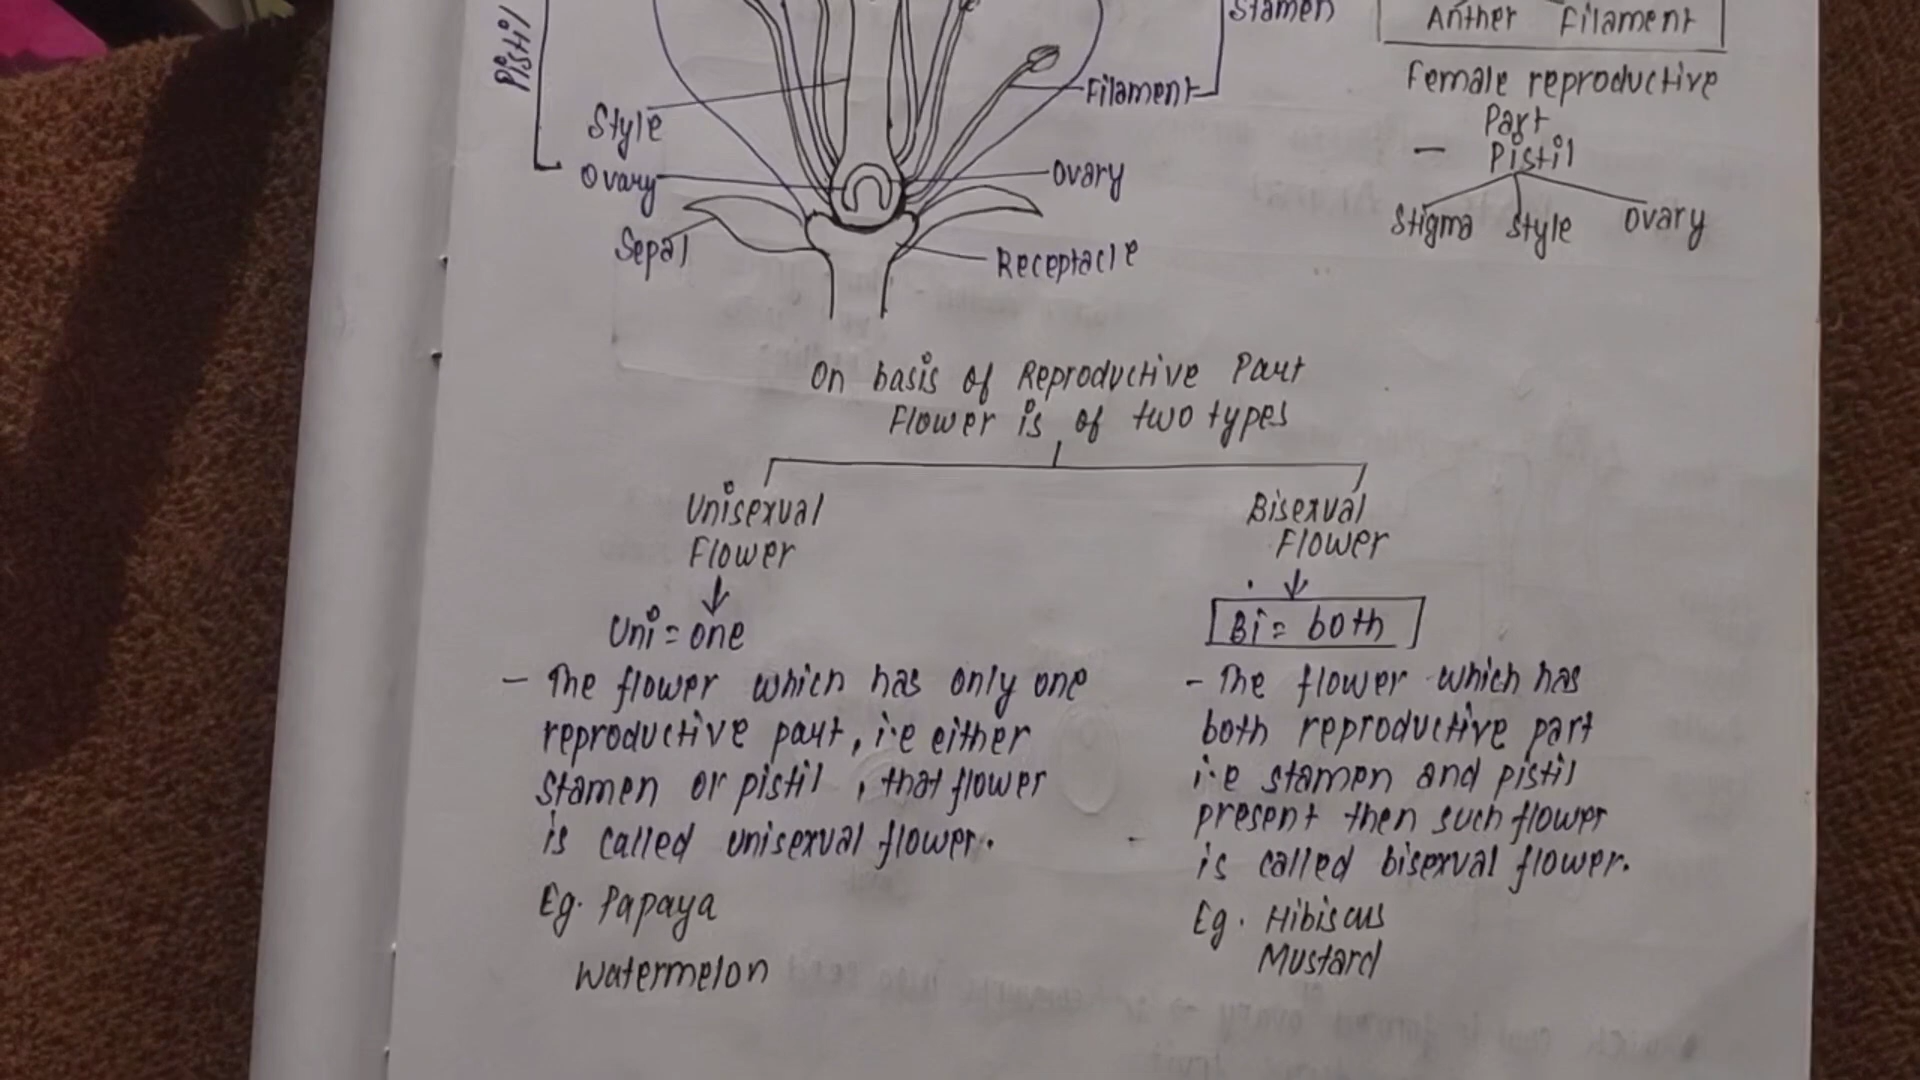 Pistil
Style
Ovary
Sepal
Stamen
Filament
Ovary
Receptacle
Anther Filament
Female reproductive
Part
- Pistil
Stigma Style Ovary
On basis of Reproductive Part
Flower is of two types
Unisexual
Flower
Uni = one
- The flower which has only one
reproductive part, i.e either
stamen or pistil, that flower
is called unisexual flower.
Eg. Papaya
Watermelon
Bisexual
Flower
Bi = both
- The flower which has
both reproductive part
i.e stamen and pistil
present then such flower
is called bisexual flower.
Eg. Hibiscus
Mustard